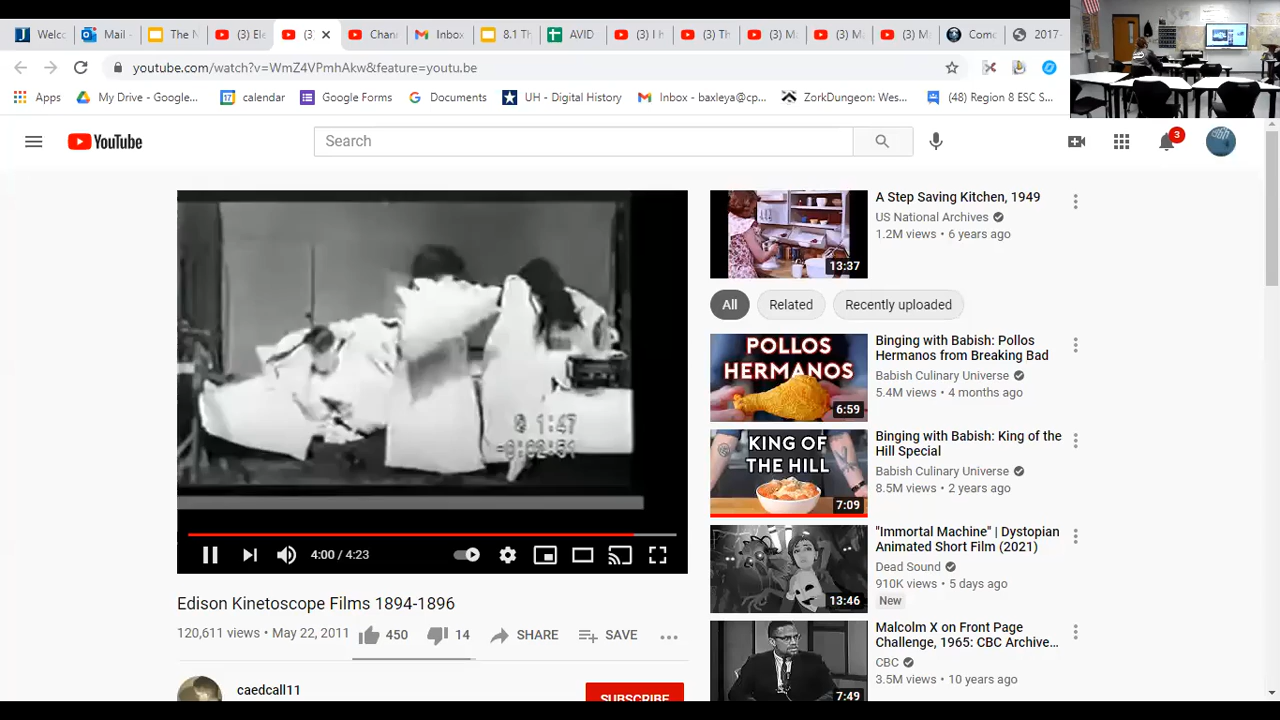 Welc
Mail
The N
(3) Ele
(3)
Chan
Inbox
I Th
AVID
(3) I h
(3) Th
(3) M
(3) M
(3) M
Como
2017-
youtube.com/watch?v=WmZ4VPmhAkw&feature=youtu.be
Apps
My Drive - Google...
calendar
Google Forms
Documents
UH - Digital History
Inbox - baxleya@cp...
ZorkDungeon: Wes...
(48) Region 8 ESC S...
YouTube
Search
3
1:47
-0:02:51
4:00 / 4:23
Edison Kinetoscope Films 1894-1896
120,611 views • May 22, 2011
450
14
SHARE
SAVE
caedcall11
SUBSCRIBE
13:37
A Step Saving Kitchen, 1949
US National Archives
1.2M views • 6 years ago
All
Related
Recently uploaded
POLLOS
HERMANOS
6:59
Binging with Babish: Pollos
Hermanos from Breaking Bad
Babish Culinary Universe
5.4M views • 4 months ago
KING OF
THE HILL
7:09
Binging with Babish: King of the
Hill Special
Babish Culinary Universe
8.5M views • 2 years ago
13:46
"Immortal Machine" | Dystopian
Animated Short Film (2021)
Dead Sound
910K views • 5 days ago
New
7:49
Malcolm X on Front Page
Challenge, 1965: CBC Archive...
CBC
3.5M views • 10 years ago